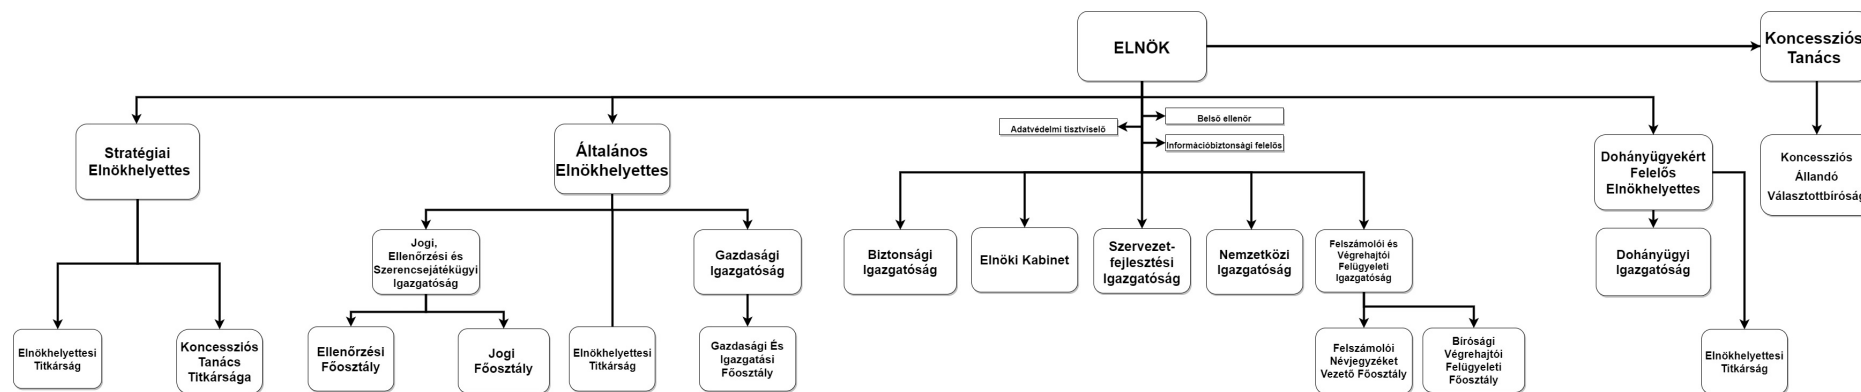 ELNÖK
Koncessziós
Tanács
Belső ellenőr
Adatvédelmi tisztviselő
Információbiztonsági felelős
Stratégiai
Elnökhelyettes
Általános
Elnökhelyettes
Dohányügyekért
Felelős
Elnökhelyettes
Koncessziós
Állandó
Választottbíróság
Jogi,
Ellenőrzési és
Szerencsejátékügyi
Igazgatóság
Gazdasági
Igazgatóság
Biztonsági
Igazgatóság
Elnöki Kabinet
Szervezet-
fejlesztési
Igazgatóság
Nemzetközi
Igazgatóság
Felszámolói és
Végrehajtói
Felügyeleti
Igazgatóság
Dohányügyi
Igazgatóság
Elnökhelyettesi
Titkárság
Koncessziós
Tanács
Titkársága
Ellenőrzési
Főosztály
Jogi
Főosztály
Elnökhelyettesi
Titkárság
Gazdasági És
Igazgatási
Főosztály
Felszámolói
Névjegyzéket
Vezető Főosztály
Bírósági
Végrehajtói
Felügyeleti
Főosztály
Elnökhelyettesi
Titkárság